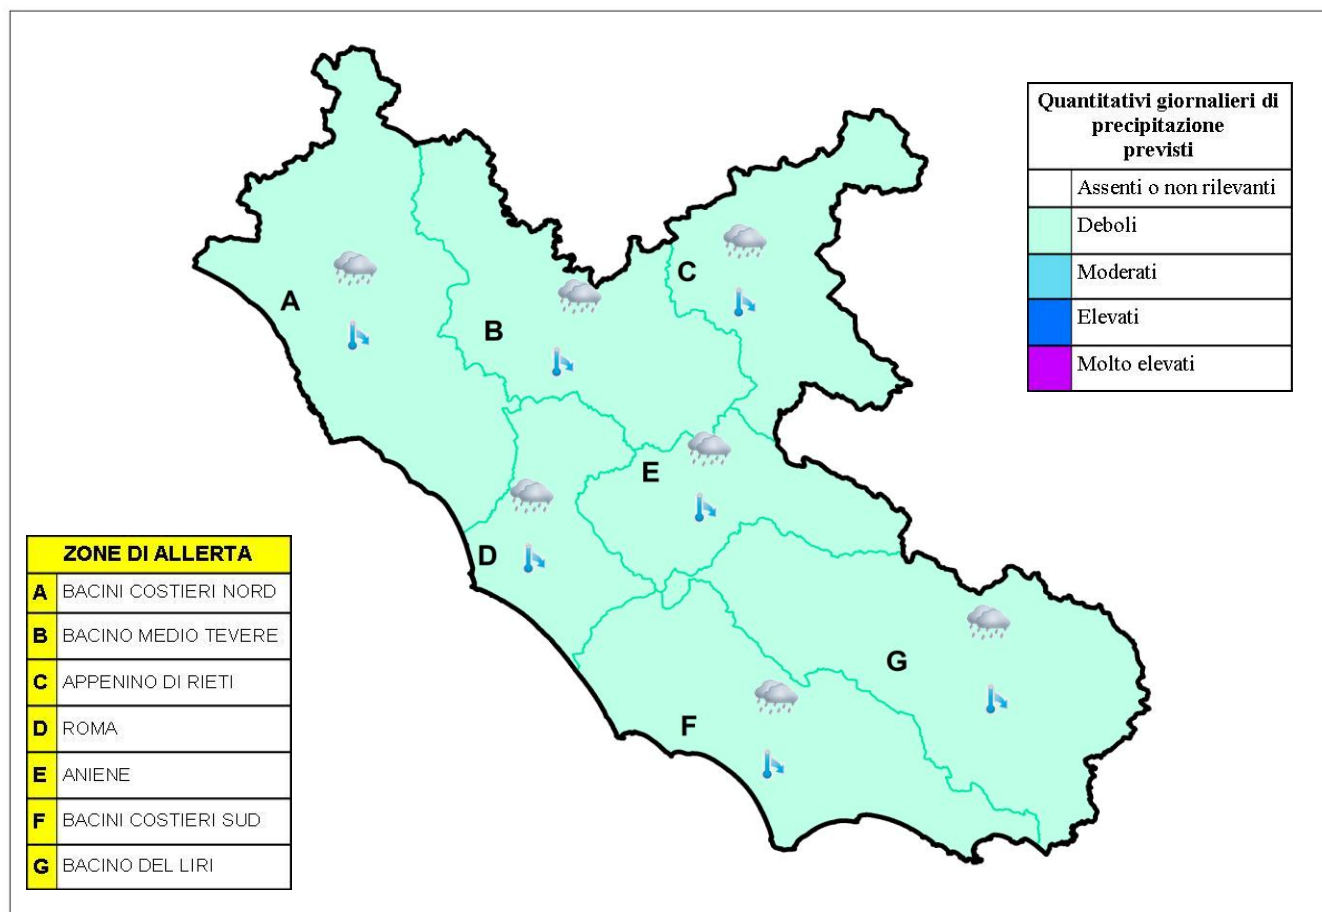 Quantitativi giornalieri di
precipitazione
previsti
Assenti o non rilevanti
Deboli
Moderati
Elevati
Molto elevati
A
B
C
D
E
F
G
ZONE DI ALLERTA
A BACINI COSTIERI NORD
B BACINO MEDIO TEVERE
C APPENINO DI RIETI
D ROMA
E ANIENE
F BACINI COSTIERI SUD
G BACINO DEL LIRI